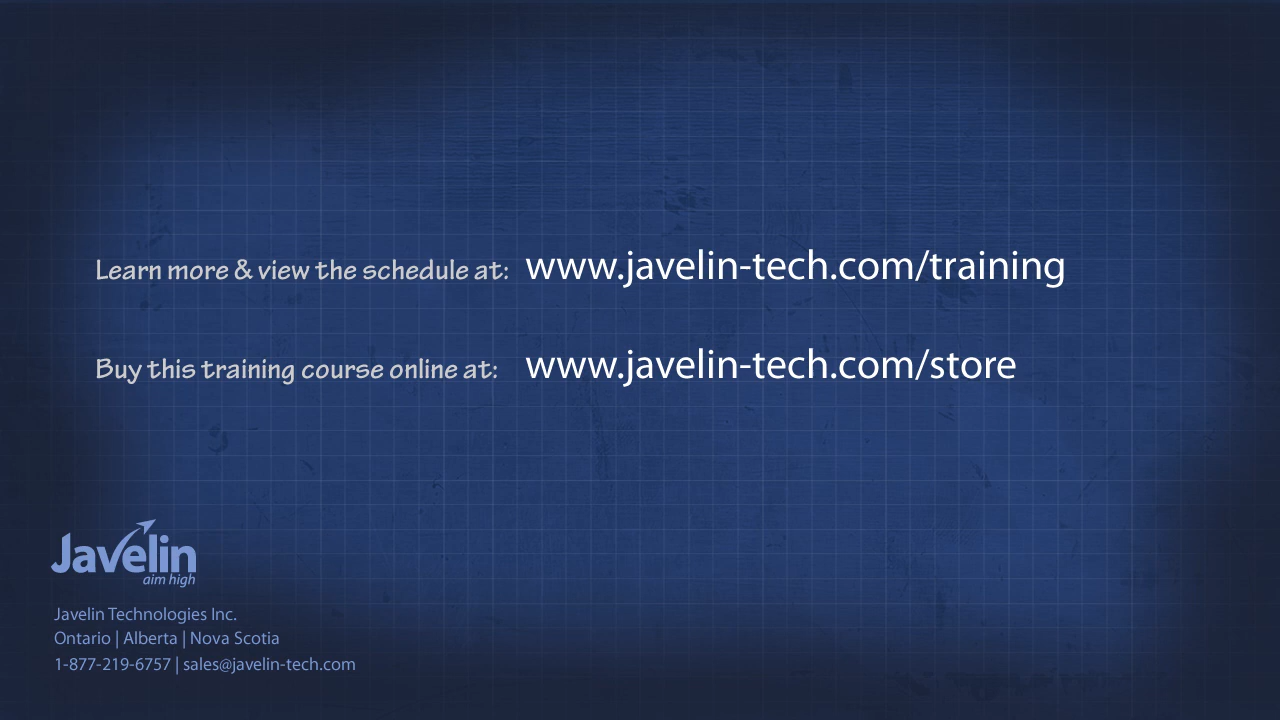 Learn more & view the schedule at: www.javelin-tech.com/training
Buy this training course online at: www.javelin-tech.com/store
Javelin
aim high
Javelin Technologies Inc.
Ontario | Alberta | Nova Scotia
1-877-219-6757 | sales@javelin-tech.com